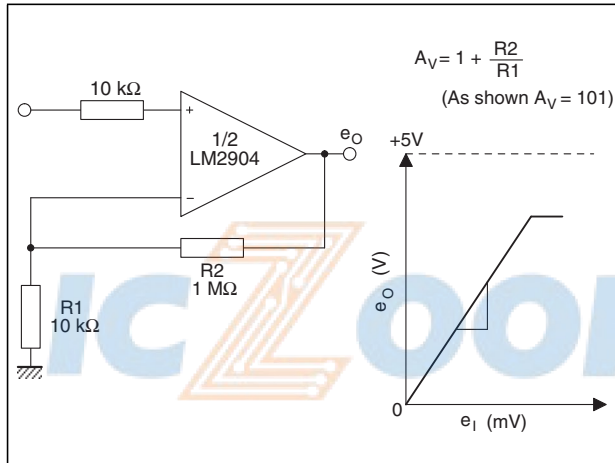 10 kΩ
+
1/2
LM2904
−
e_O
R2
1 MΩ
R1
10 kΩ
A_V = 1 + R2/R1
(As shown A_V = 101)
+5V
e_O (V)
0
e_I (mV)
ICZOOM